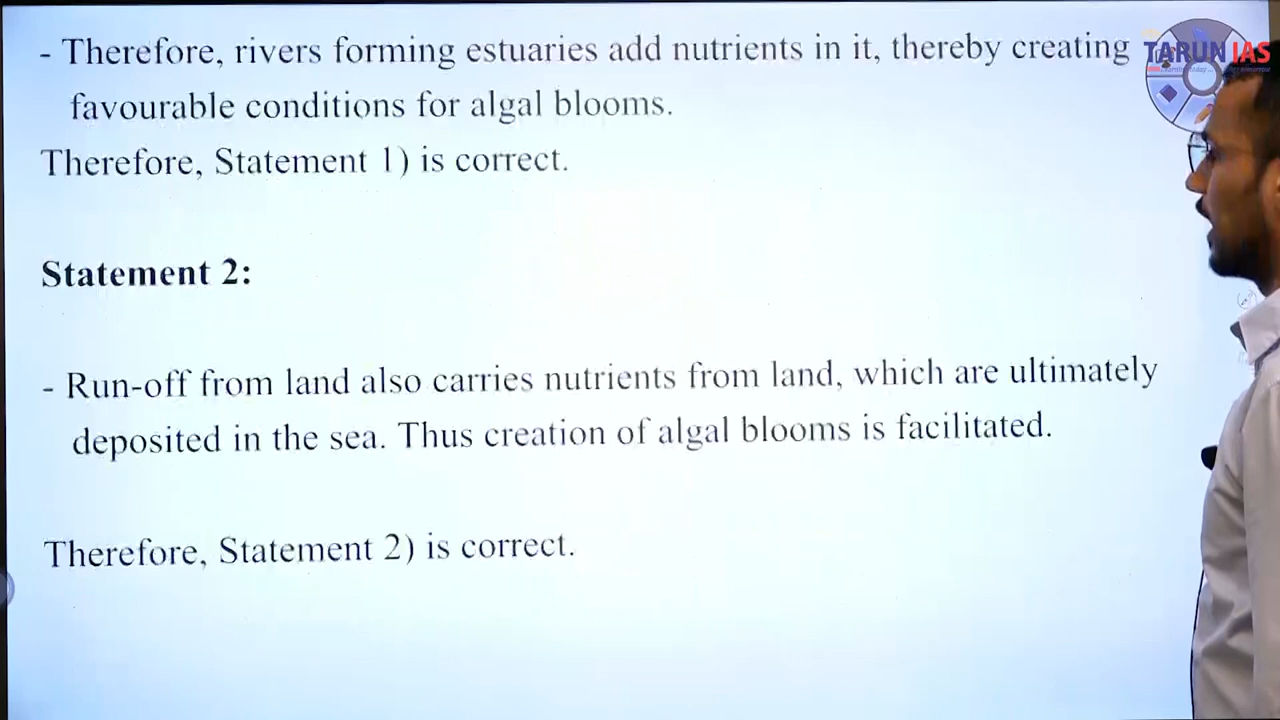 - Therefore, rivers forming estuaries add nutrients in it, thereby creating
favourable conditions for algal blooms.
Therefore, Statement 1) is correct.
Statement 2:
- Run-off from land also carries nutrients from land, which are ultimately
deposited in the sea. Thus creation of algal blooms is facilitated.
Therefore, Statement 2) is correct.
TARUN IAS